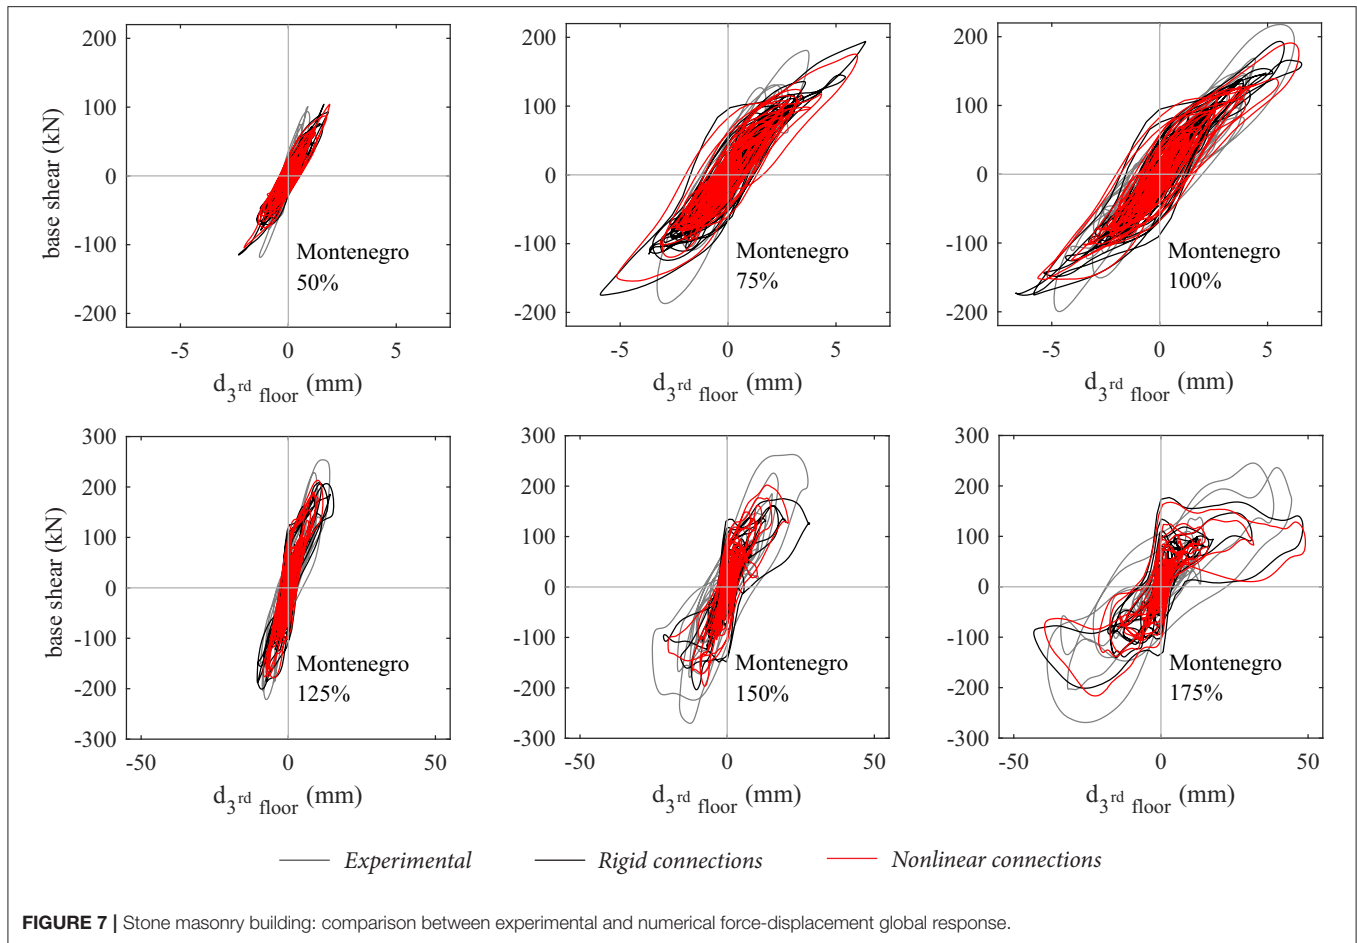 200
100
0
-100
-200
base shear (kN)
Montenegro
50%
-5 0 5
d3rd floor (mm)
200
100
0
-100
-200
Montenegro
75%
-5 0 5
d3rd floor (mm)
200
100
0
-100
-200
Montenegro
100%
-5 0 5
d3rd floor (mm)
300
200
100
0
-100
-200
-300
base shear (kN)
Montenegro
125%
-50 0 50
d3rd floor (mm)
300
200
100
0
-100
-200
-300
Montenegro
150%
-50 0 50
d3rd floor (mm)
300
200
100
0
-100
-200
-300
Montenegro
175%
-50 0 50
d3rd floor (mm)
Experimental Rigid connections Nonlinear connections
FIGURE 7 | Stone masonry building: comparison between experimental and numerical force-displacement global response.